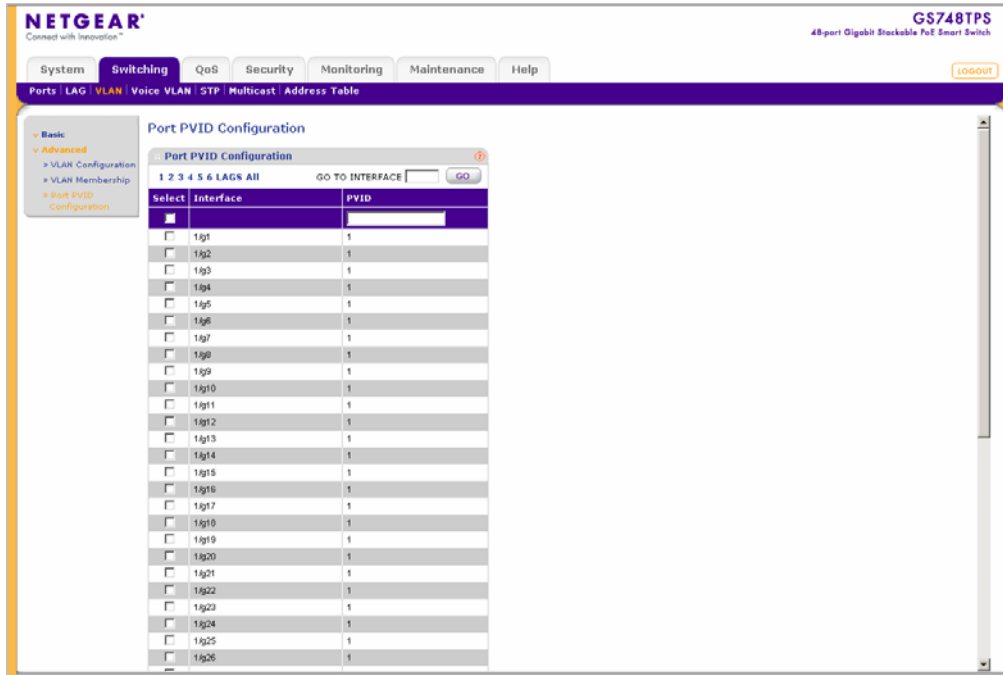 NETGEAR®
Connect with Innovation™
GS748TPS
48-port Gigabit Stackable PoE Smart Switch
System Switching QoS Security Monitoring Maintenance Help
LOGOUT
Ports | LAG | VLAN | Voice VLAN | STP | Multicast | Address Table
Basic
Advanced
» VLAN Configuration
» VLAN Membership
» Port PVID
Configuration
Port PVID Configuration
Port PVID Configuration
1 2 3 4 5 6 LAGS All GO TO INTERFACE GO
Select Interface PVID
1/g1 1
1/g2 1
1/g3 1
1/g4 1
1/g5 1
1/g6 1
1/g7 1
1/g8 1
1/g9 1
1/g10 1
1/g11 1
1/g12 1
1/g13 1
1/g14 1
1/g15 1
1/g16 1
1/g17 1
1/g18 1
1/g19 1
1/g20 1
1/g21 1
1/g22 1
1/g23 1
1/g24 1
1/g25 1
1/g26 1